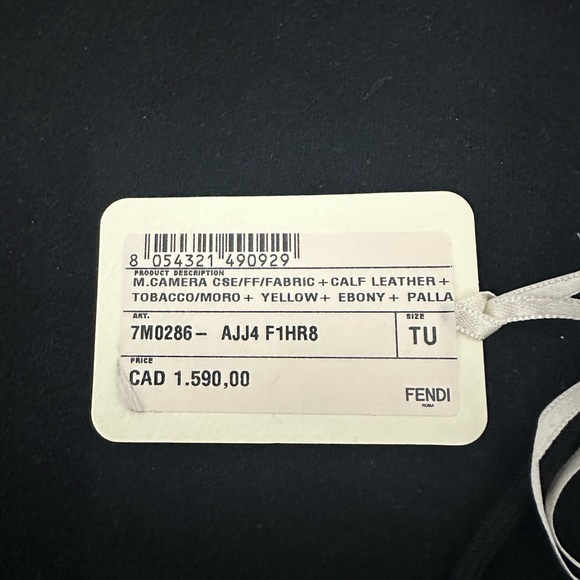 8 054321 490929
PRODUCT DESCRIPTION
M.CAMERA CSE/FF/FABRIC+CALF LEATHER+
TOBACCO/MORO+ YELLOW+ EBONY+ PALLA
ART.
7M0286- AJJ4 F1HR8
SIZE
TU
PRICE
CAD 1.590,00
FENDI
ROMA